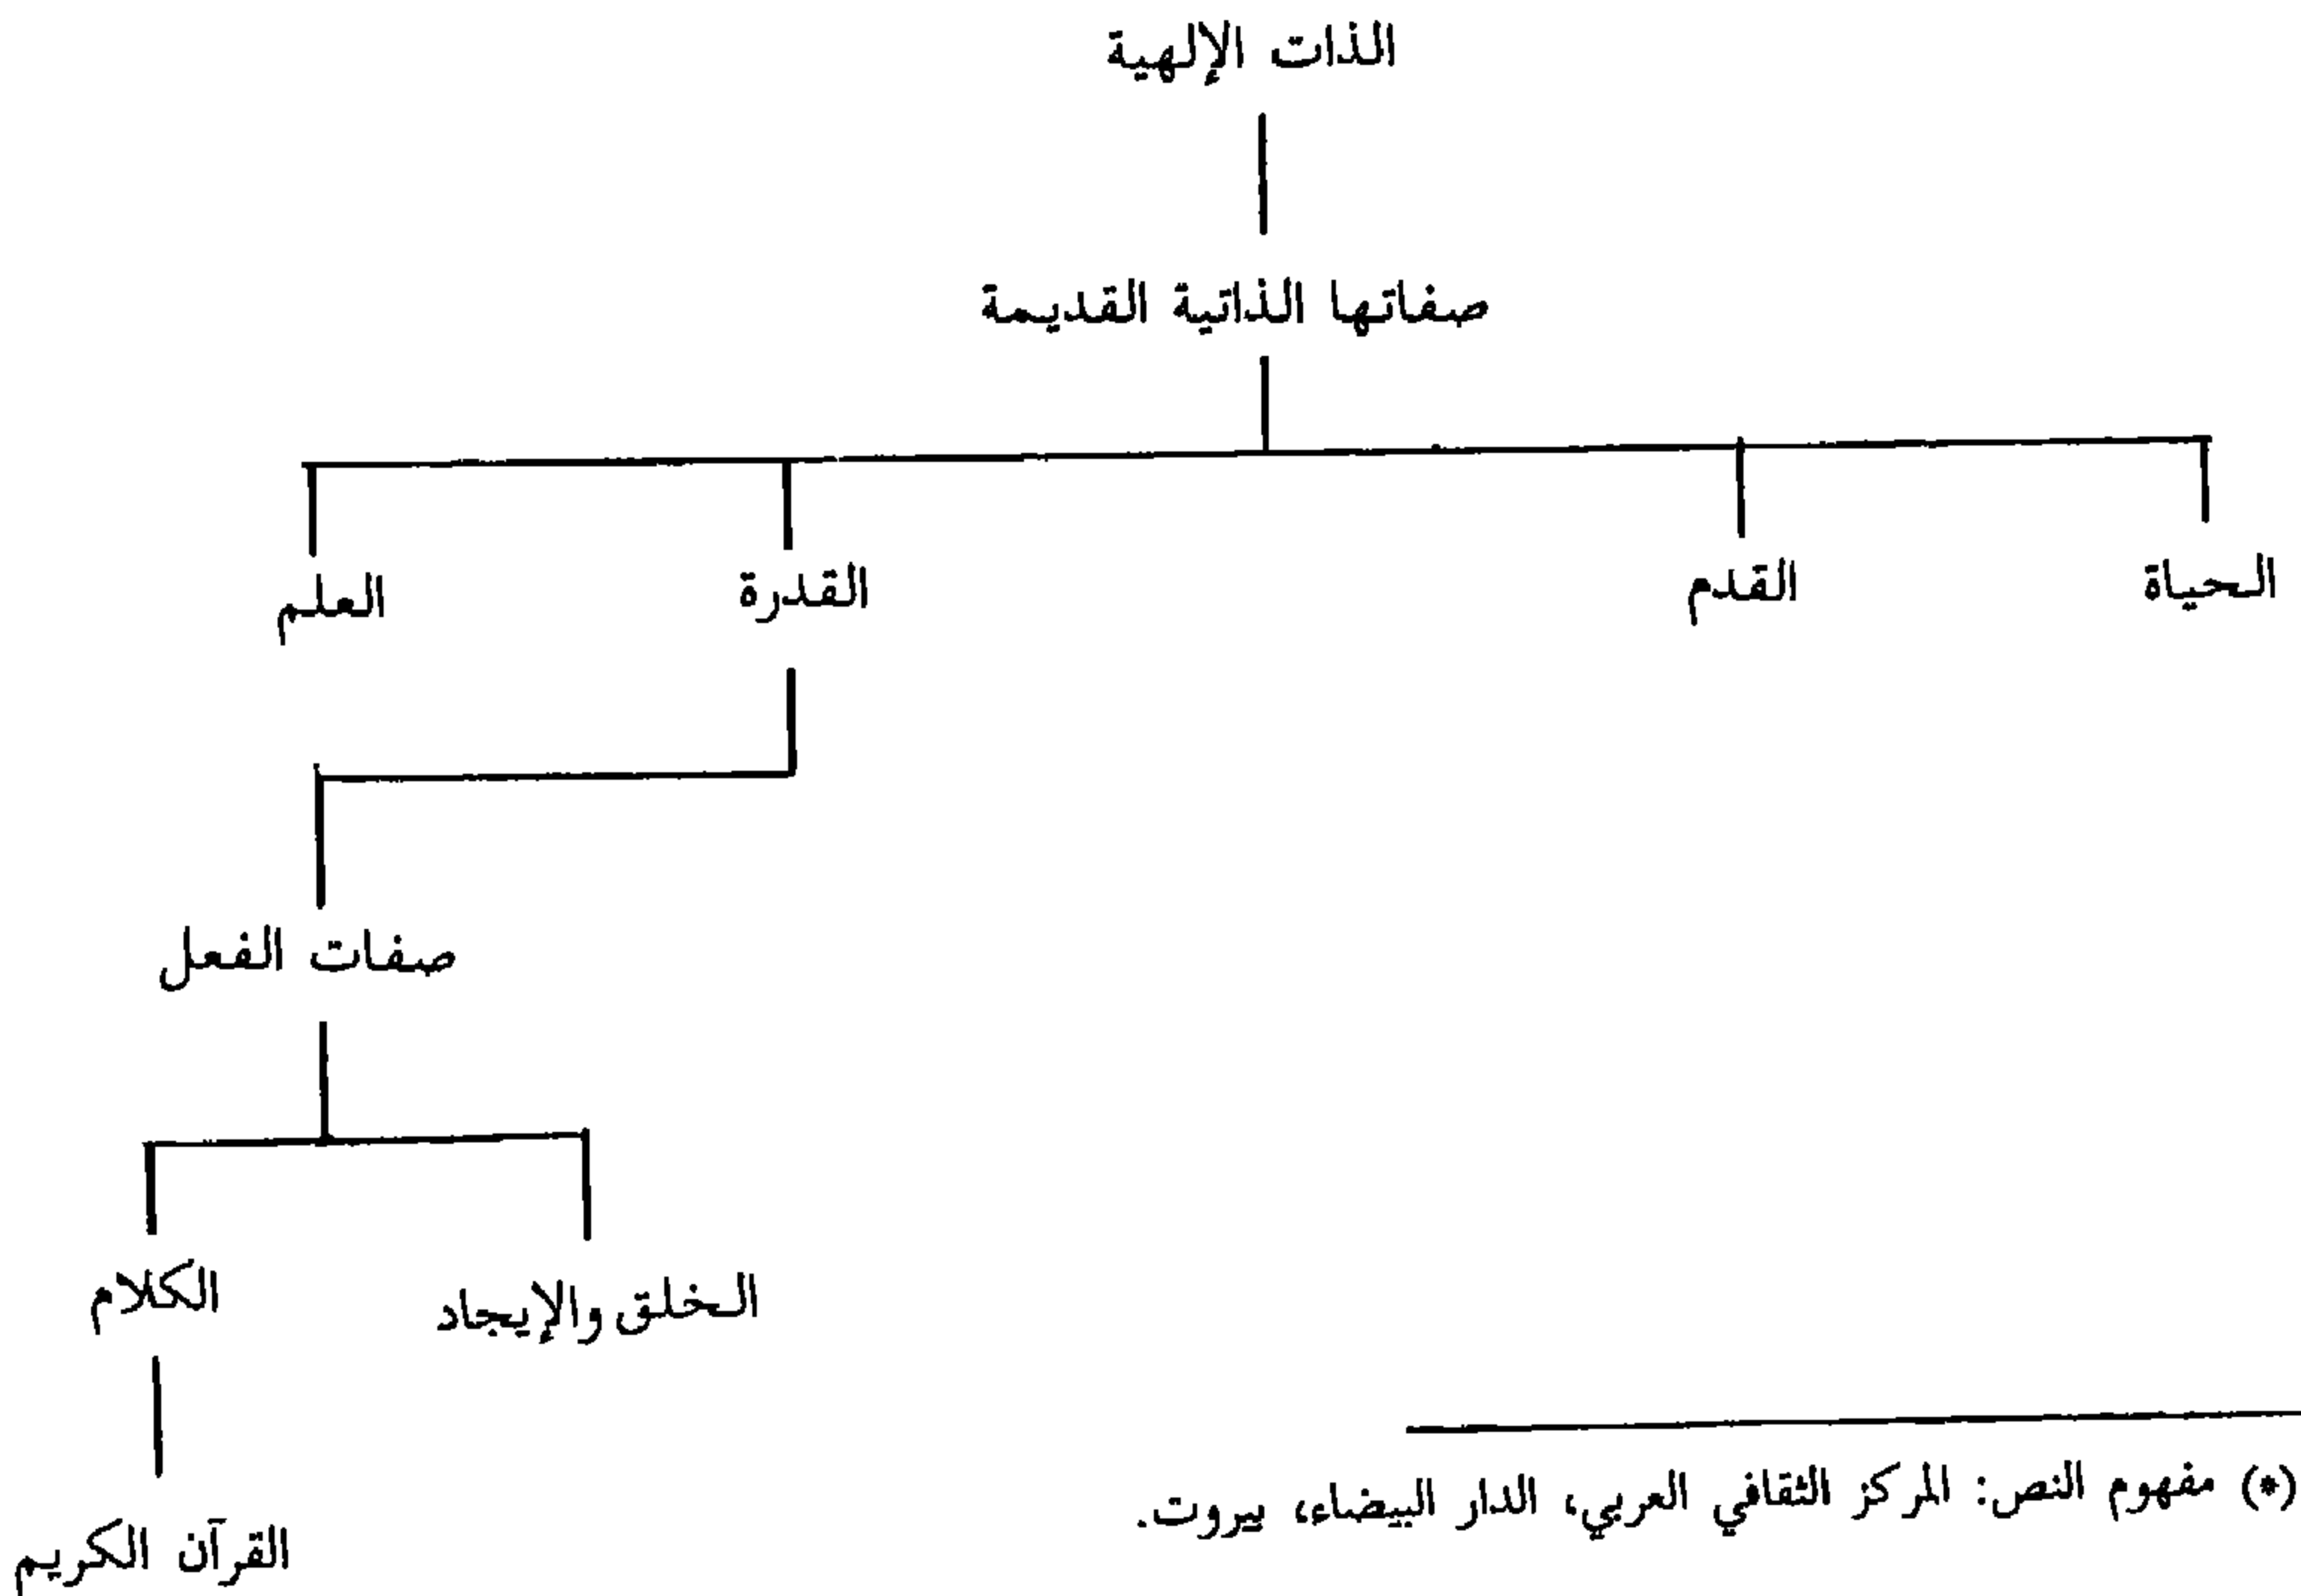 الذات الإلهية
صفاتها الذاتية القديمة
الحياة
القدم
القدرة
العلم
صفات الفعل
الخلق والإيجاد
الكلام
القرآن الكريم
(*) مفهوم النص: المركز الثقافي العربي، الدار البيضاء، بيروت.